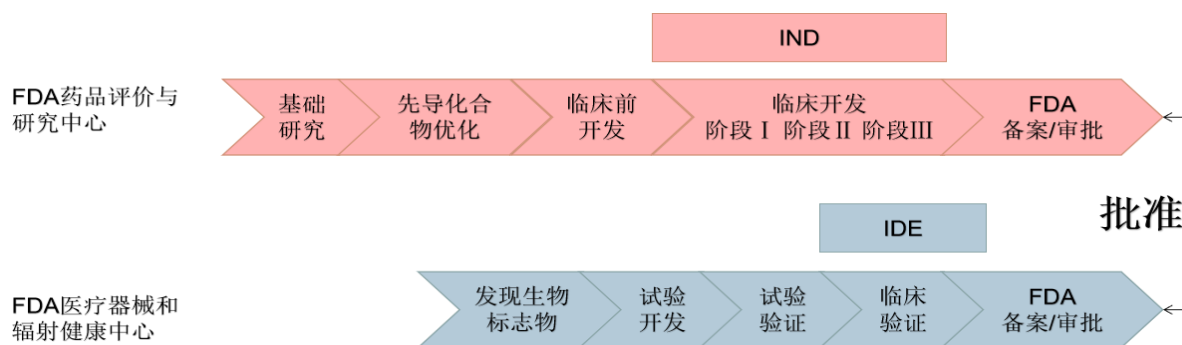 IND
FDA药品评价与
研究中心
基础
研究
先导化合
物优化
临床前
开发
临床开发
阶段Ⅰ 阶段Ⅱ 阶段Ⅲ
FDA
备案/审批
批准
IDE
FDA医疗器械和
辐射健康中心
发现生物
标志物
试验
开发
试验
验证
临床
验证
FDA
备案/审批